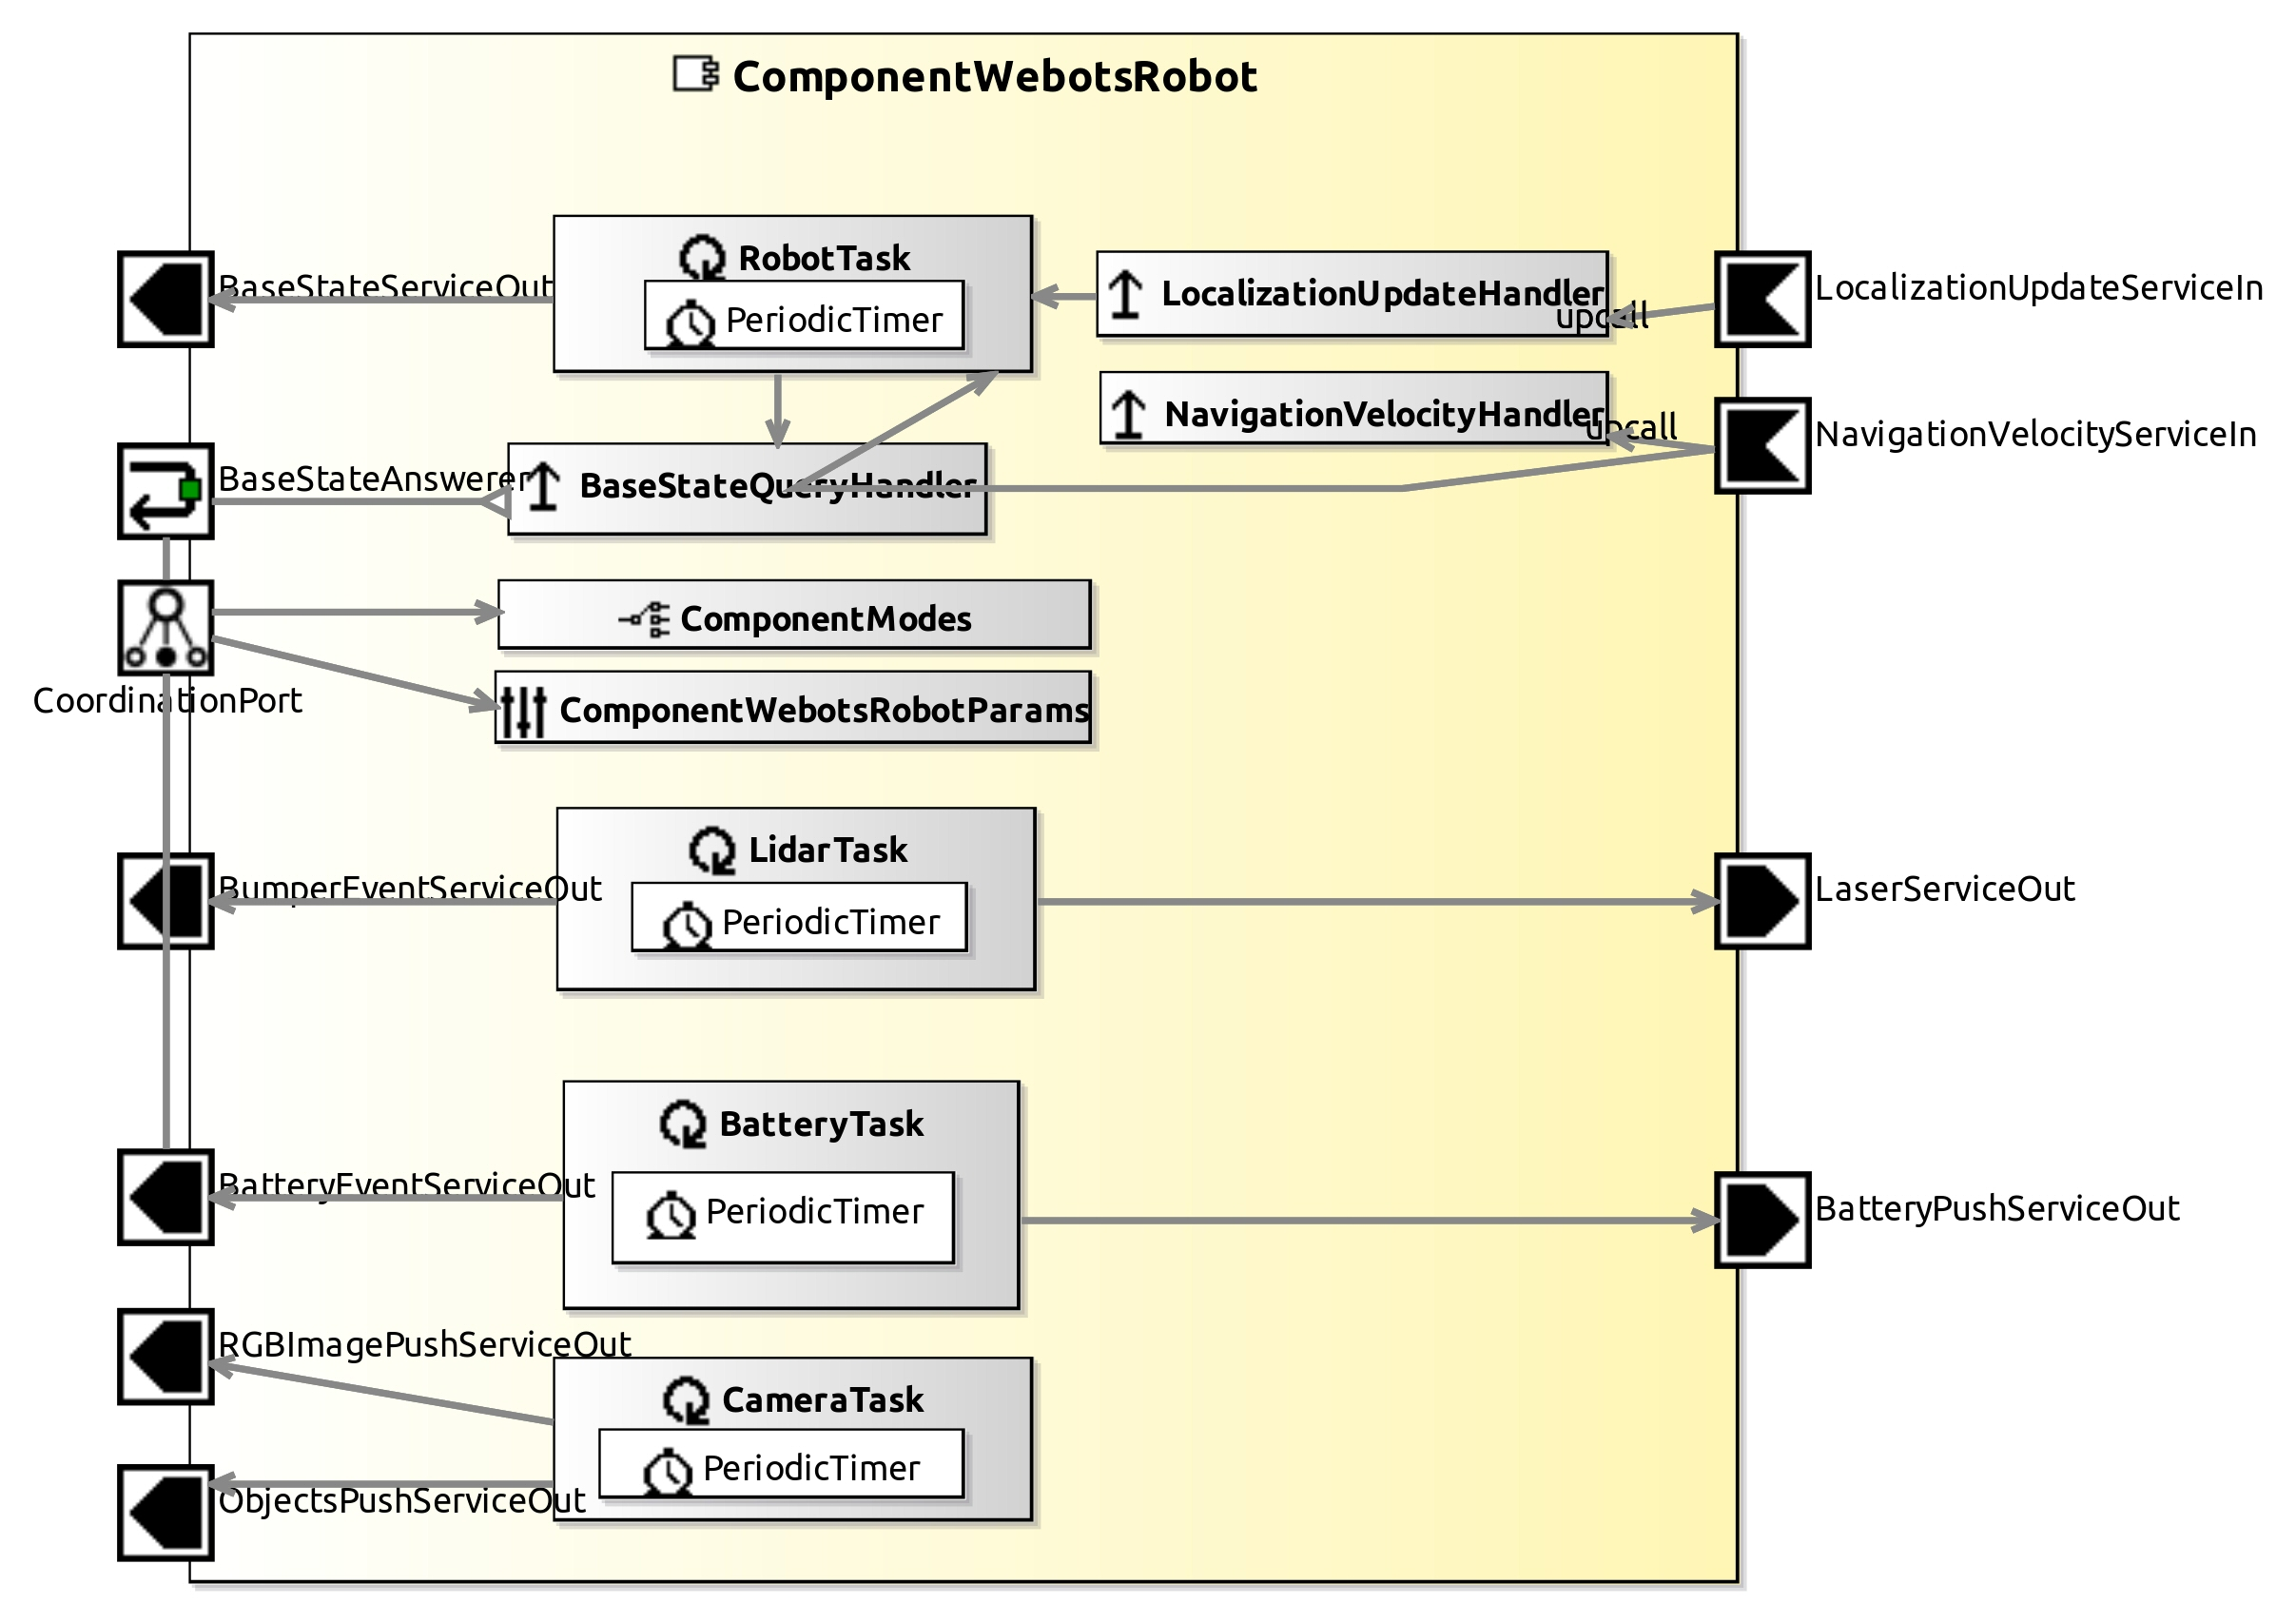 ComponentWebotsRobot
RobotTask
PeriodicTimer
BaseStateServiceOut
LocalizationUpdateHandler
upcall
LocalizationUpdateServiceIn
NavigationVelocityHandler
upcall
NavigationVelocityServiceIn
BaseStateAnswerer
BaseStateQueryHandler
ComponentModes
CoordinationPort
ComponentWebotsRobotParams
LidarTask
PeriodicTimer
BumperEventServiceOut
LaserServiceOut
BatteryTask
PeriodicTimer
BatteryEventServiceOut
BatteryPushServiceOut
RGBImagePushServiceOut
CameraTask
PeriodicTimer
ObjectsPushServiceOut